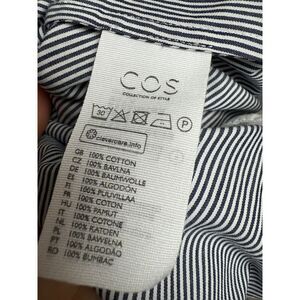 COS
COLLECTION OF STYLE
30 P
clevercare.info
GB 100% COTTON
CZ 100% BAVLNA
DE 100% BAUMWOLLE
ES 100% ALGODÓN
FI 100% PUUVILLAA
FR 100% COTON
HU 100% PAMUT
IT 100% COTONE
NL 100% KATOEN
PL 100% BAWEŁNA
PT 100% ALGODÃO
RO 100% BUMBAC